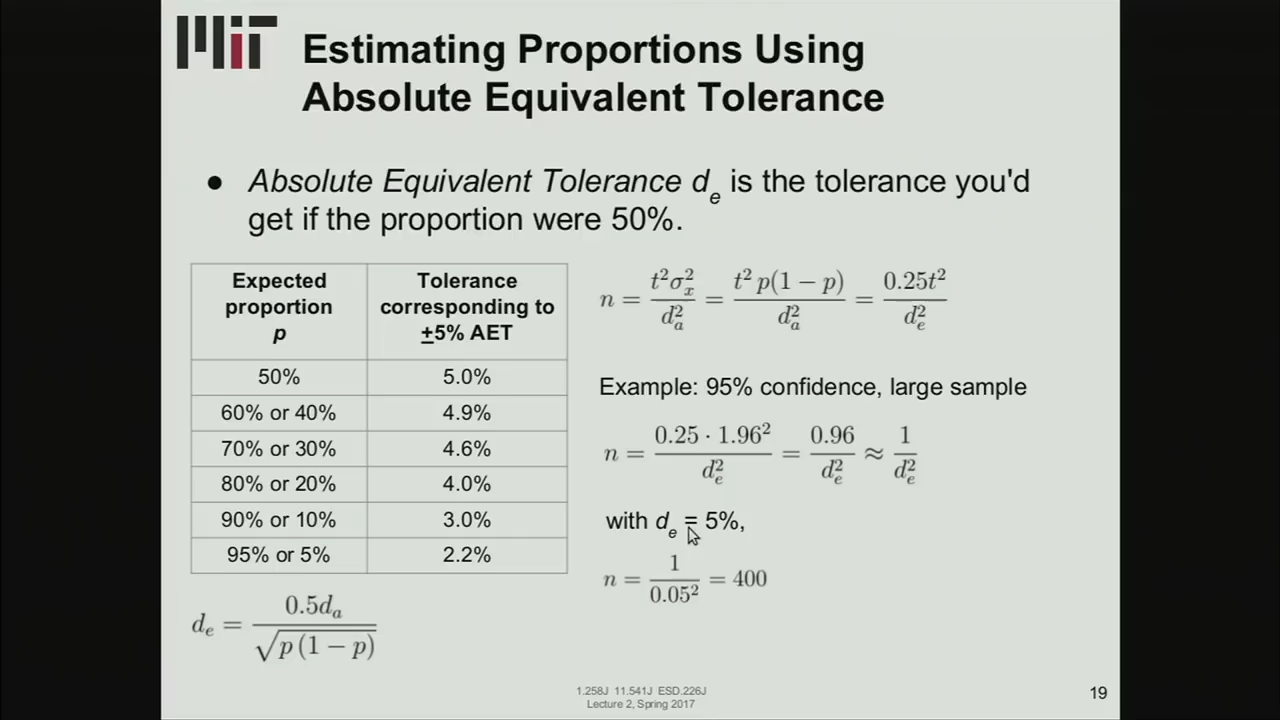 MIT
Estimating Proportions Using
Absolute Equivalent Tolerance
● Absolute Equivalent Tolerance d_e is the tolerance you'd
get if the proportion were 50%.
Expected proportion p | Tolerance corresponding to ±5% AET
50% | 5.0%
60% or 40% | 4.9%
70% or 30% | 4.6%
80% or 20% | 4.0%
90% or 10% | 3.0%
95% or 5% | 2.2%
d_e = 0.5d_a / √(p(1 − p))
n = t²σ_x² / d_a² = t² p(1 − p) / d_a² = 0.25t² / d_e²
Example: 95% confidence, large sample
n = 0.25 · 1.96² / d_e² = 0.96 / d_e² ≈ 1 / d_e²
with d_e = 5%,
n = 1 / 0.05² = 400
1.258J 11.541J ESD.226J
Lecture 2, Spring 2017
19